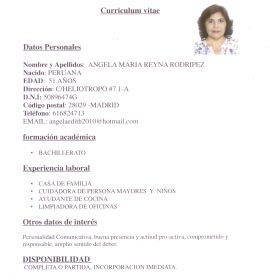 Curriculum vitae
Datos Personales
Nombre y Apellidos: ANGELA MARIA REYNA RODRIPEZ
Nacido: PERUANA
EDAD: 51 AÑOS
Dirección: C/HELIOTROPO #7 1-A
D.N.I: 50896474G
Código postal: 28029 -MADRID
Teléfono: 616824713
EMAIL: angelaedith2010@hotmail.com
formación académica
• BACHILLERATO
Experiencia laboral
• CASA DE FAMILIA
• CUIDADORA DE PERSONA MAYORES Y NIÑOS
• AYUDANTE DE COCINA
• LIMPIADORA DE OFICINAS
Otros datos de interés
Personalidad Comunicativa, buena presencia y actitud pro activa, comprometido y
responsable, amplio sentido del deber.
DISPONIBILIDAD
COMPLETA O PARTIDA, INCORPORACION IMEDIATA.